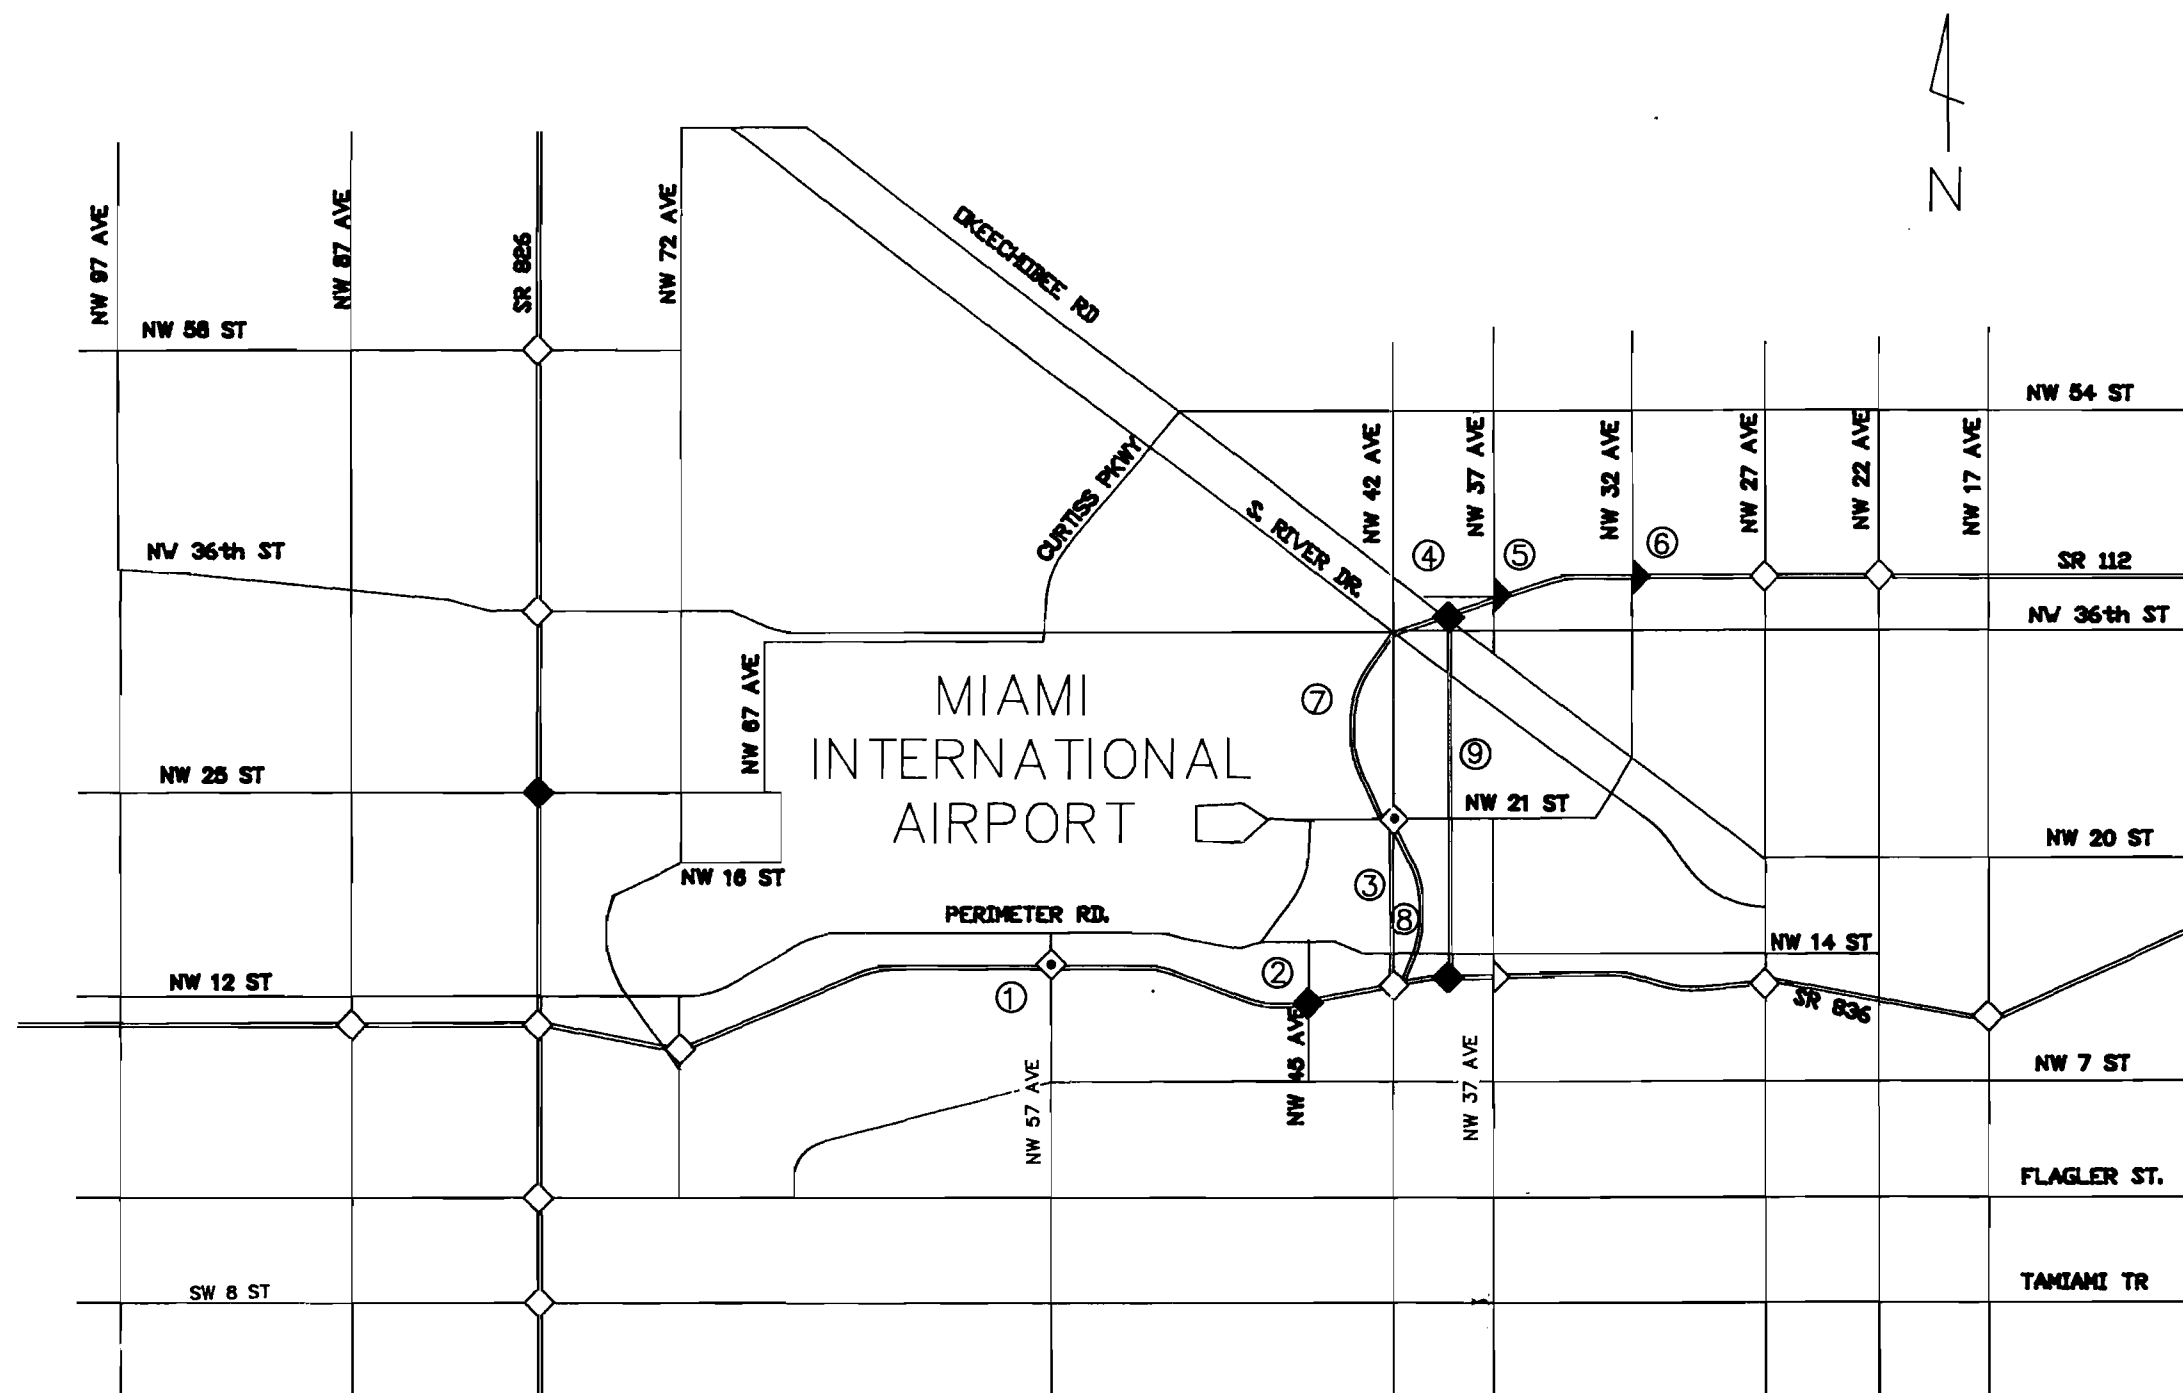 N
NW 97 AVE
NW 87 AVE
SR 826
NW 72 AVE
OKEECHOBEE RD
NW 58 ST
NW 54 ST
CURTISS PKWY
S. RIVER DR.
NW 42 AVE
NW 37 AVE
NW 32 AVE
NW 27 AVE
NW 22 AVE
NW 17 AVE
NW 36th ST
4
5
6
SR 112
NW 36th ST
NW 67 AVE
MIAMI
INTERNATIONAL
AIRPORT
7
9
NW 25 ST
NW 21 ST
NW 20 ST
NW 16 ST
3
8
PERIMETER RD.
NW 14 ST
NW 12 ST
1
2
SR 836
NW 57 AVE
NW 45 AVE
NW 37 AVE
NW 7 ST
FLAGLER ST.
SW 8 ST
TAMIAMI TR